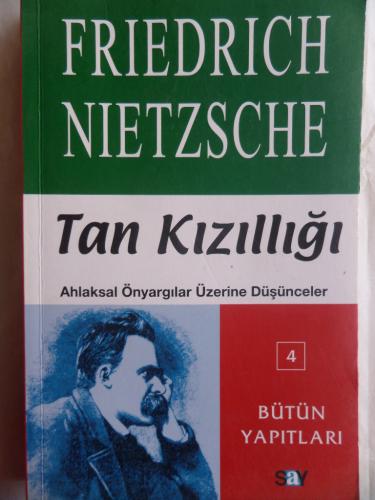 FRIEDRICH
NIETZSCHE
Tan Kızıllığı
Ahlaksal Önyargılar Üzerine Düşünceler
4
BÜTÜN
YAPITLARI
say